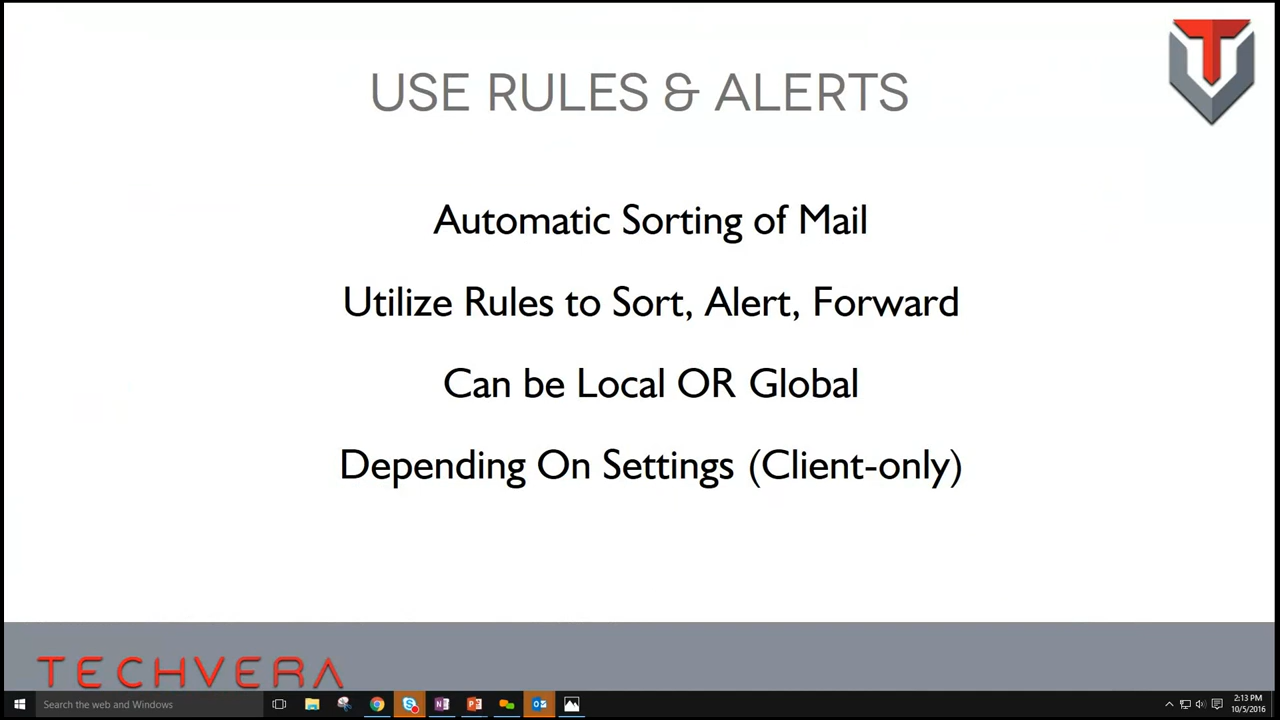 USE RULES & ALERTS
Automatic Sorting of Mail
Utilize Rules to Sort, Alert, Forward
Can be Local OR Global
Depending On Settings (Client-only)
TECHVERA
Search the web and Windows
2:13 PM
10/5/2016